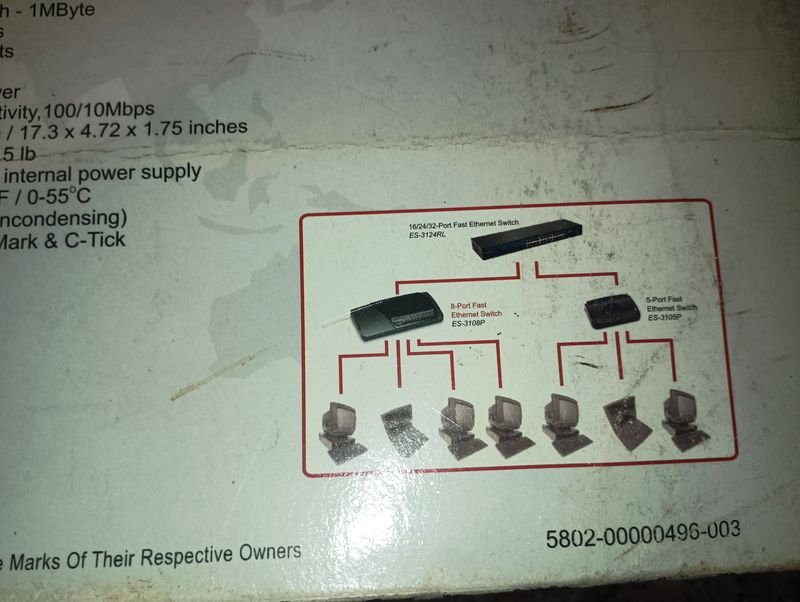 h - 1MByte
s
ts
ver
tivity,100/10Mbps
/ 17.3 x 4.72 x 1.75 inches
.5 lb
internal power supply
F / 0-55°C
ncondensing)
Mark & C-Tick
16/24/32-Port Fast Ethernet Switch
ES-3124RL
8-Port Fast
Ethernet Switch
ES-3108P
5-Port Fast
Ethernet Switch
ES-3105P
e Marks Of Their Respective Owners
5802-00000496-003